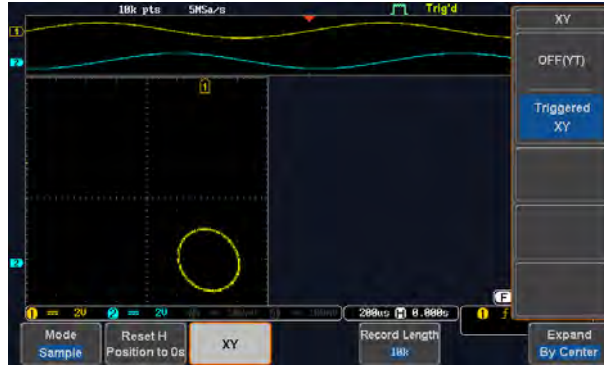 10k pts 5MSa/s Trig'd
XY
1
OFF(YT)
2
1
Triggered
XY
2
F
1 2V 2 2V 200us H 0.000s 1
Mode
Sample
Reset H
Position to 0s
XY
Record Length
10k
Expand
By Center